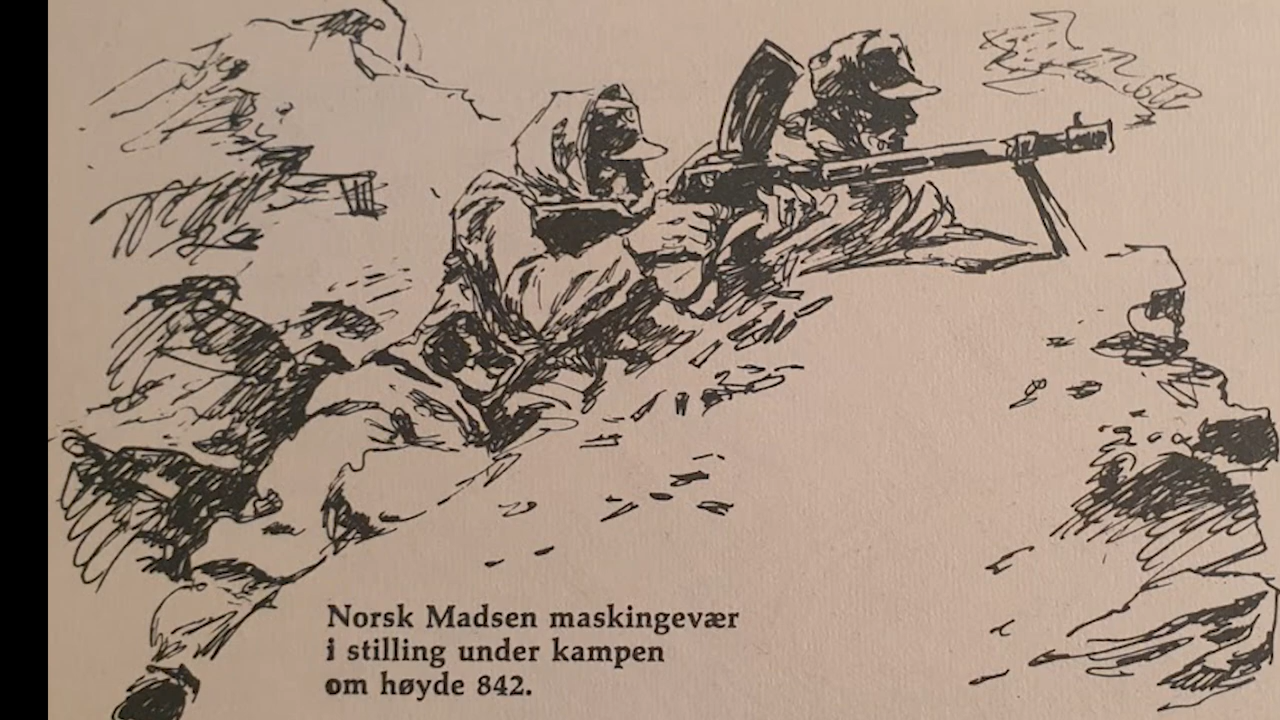 Norsk Madsen maskingevær
i stilling under kampen
om høyde 842.